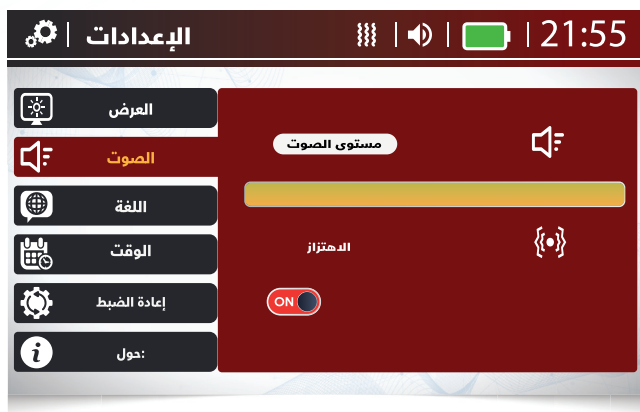 الإعدادات
21:55
العرض
الصوت
اللغة
الوقت
إعادة الضبط
حول:
مستوى الصوت
الاهتزاز
ON